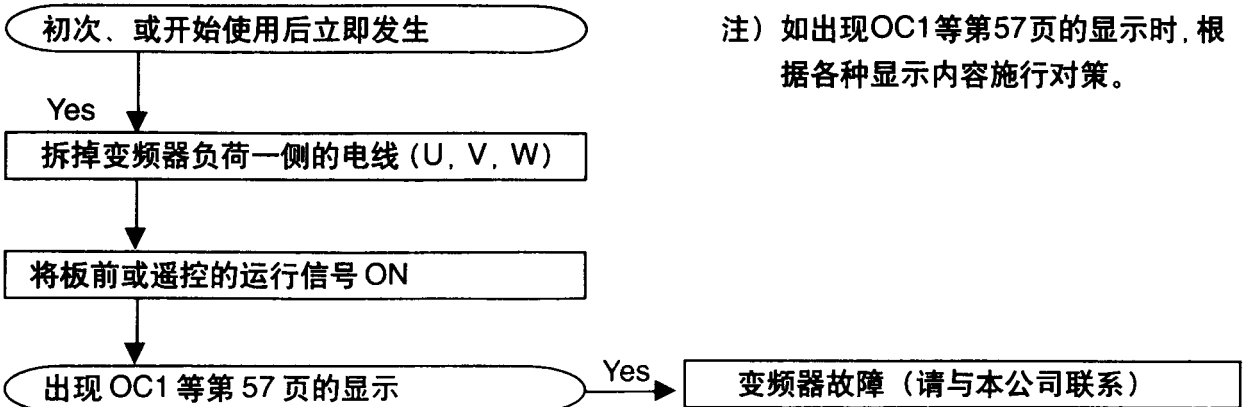 初次、或开始使用后立即发生
注）如出现OC1等第57页的显示时，根
据各种显示内容施行对策。
Yes
拆掉变频器负荷一侧的电线（U，V，W）
将板前或遥控的运行信号 ON
出现 OC1 等第 57 页的显示
Yes
变频器故障（请与本公司联系）